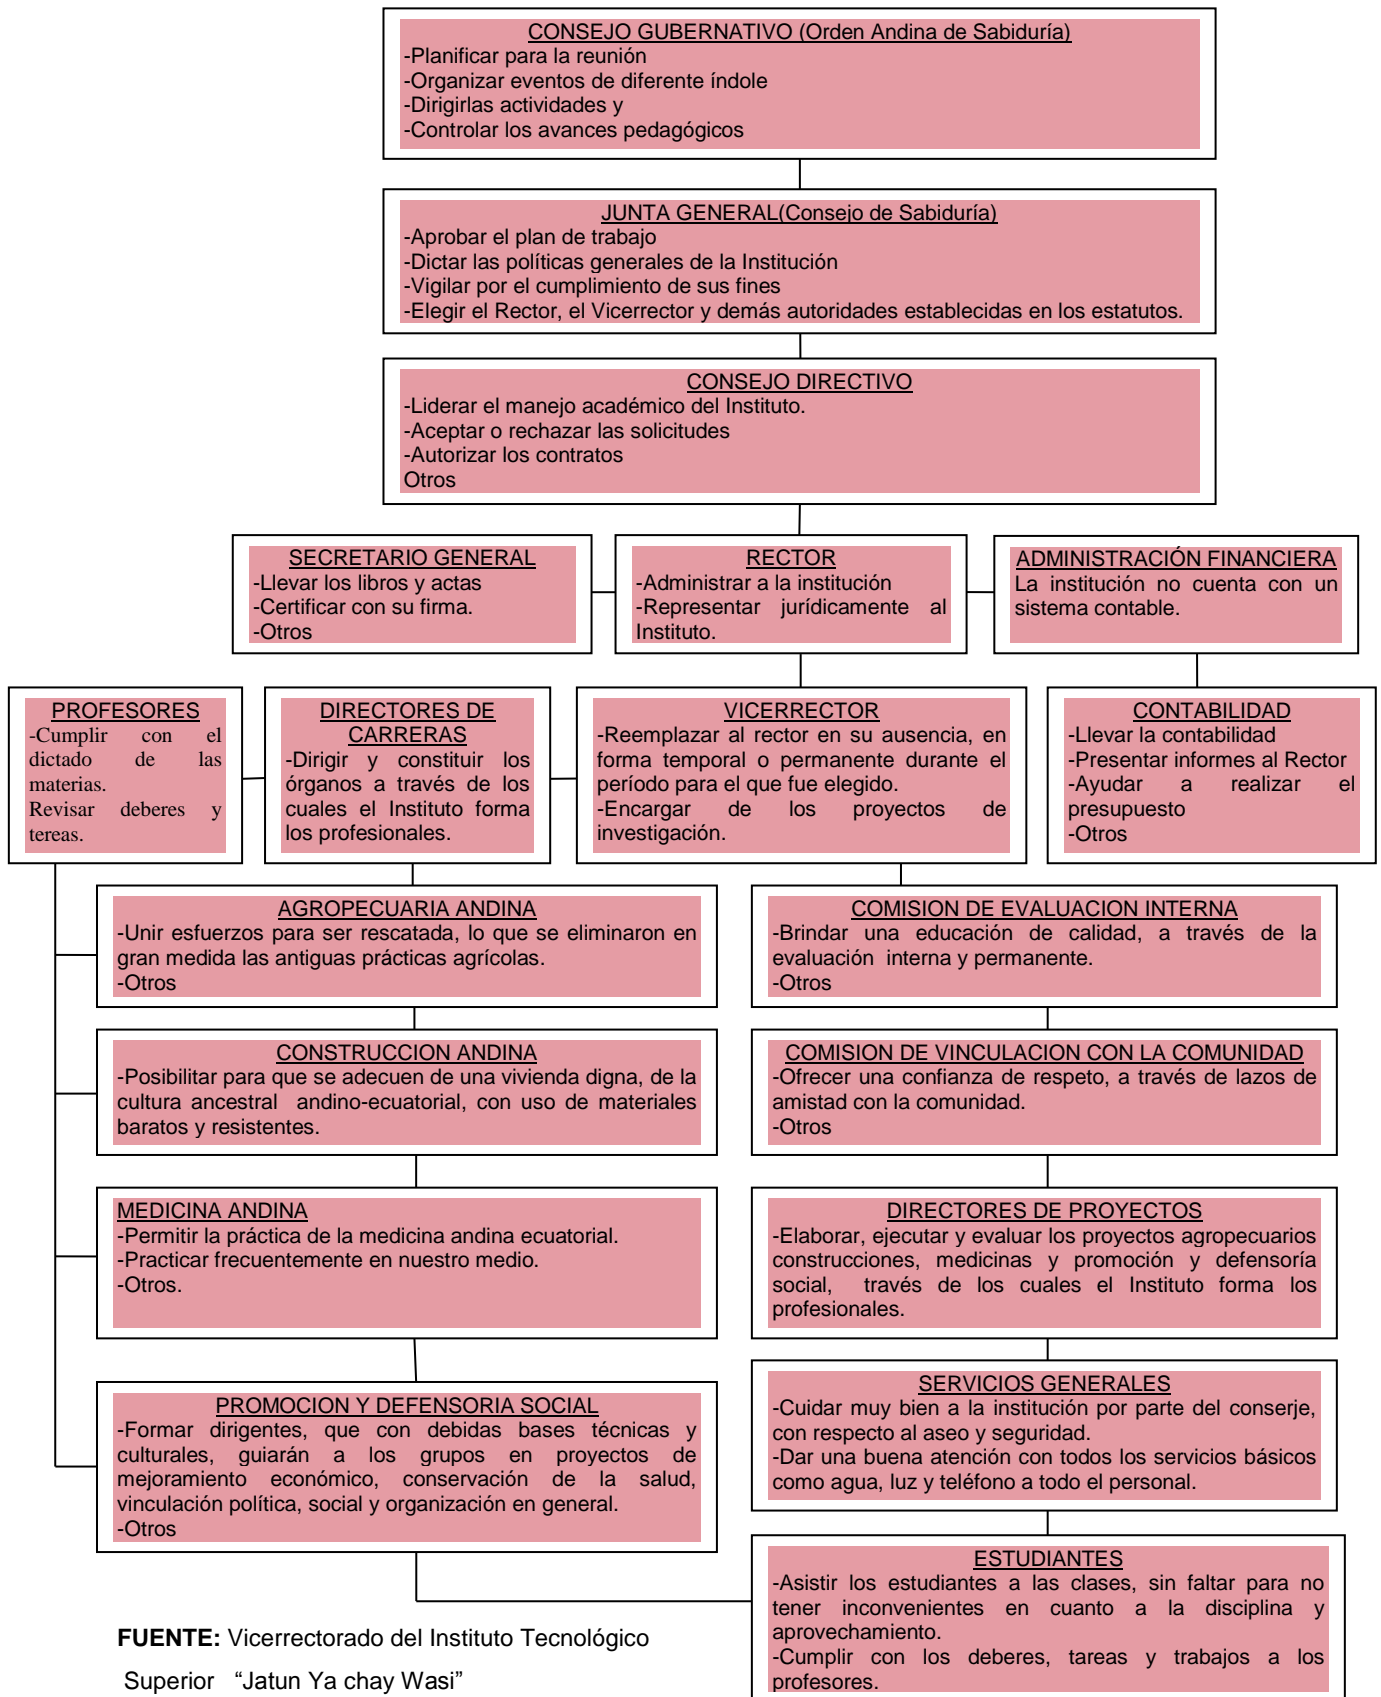 CONSEJO GUBERNATIVO (Orden Andina de Sabiduría)
-Planificar para la reunión
-Organizar eventos de diferente índole
-Dirigirlas actividades y
-Controlar los avances pedagógicos
JUNTA GENERAL(Consejo de Sabiduría)
-Aprobar el plan de trabajo
-Dictar las políticas generales de la Institución
-Vigilar por el cumplimiento de sus fines
-Elegir el Rector, el Vicerrector y demás autoridades establecidas en los estatutos.
CONSEJO DIRECTIVO
-Liderar el manejo académico del Instituto.
-Aceptar o rechazar las solicitudes
-Autorizar los contratos
Otros
SECRETARIO GENERAL
-Llevar los libros y actas
-Certificar con su firma.
-Otros
RECTOR
-Administrar a la institución
-Representar jurídicamente al
Instituto.
ADMINISTRACIÓN FINANCIERA
La institución no cuenta con un
sistema contable.
PROFESORES
-Cumplir con el
dictado de las
materias.
Revisar deberes y
tereas.
DIRECTORES DE
CARRERAS
-Dirigir y constituir los
órganos a través de los
cuales el Instituto forma
los profesionales.
VICERRECTOR
-Reemplazar al rector en su ausencia, en
forma temporal o permanente durante el
período para el que fue elegido.
-Encargar de los proyectos de
investigación.
CONTABILIDAD
-Llevar la contabilidad
-Presentar informes al Rector
-Ayudar a realizar el
presupuesto
-Otros
AGROPECUARIA ANDINA
-Unir esfuerzos para ser rescatada, lo que se eliminaron en
gran medida las antiguas prácticas agrícolas.
-Otros
COMISION DE EVALUACION INTERNA
-Brindar una educación de calidad, a través de la
evaluación interna y permanente.
-Otros
CONSTRUCCION ANDINA
-Posibilitar para que se adecuen de una vivienda digna, de la
cultura ancestral andino-ecuatorial, con uso de materiales
baratos y resistentes.
COMISION DE VINCULACION CON LA COMUNIDAD
-Ofrecer una confianza de respeto, a través de lazos de
amistad con la comunidad.
-Otros
MEDICINA ANDINA
-Permitir la práctica de la medicina andina ecuatorial.
-Practicar frecuentemente en nuestro medio.
-Otros.
DIRECTORES DE PROYECTOS
-Elaborar, ejecutar y evaluar los proyectos agropecuarios
construcciones, medicinas y promoción y defensoría
social, través de los cuales el Instituto forma los
profesionales.
PROMOCION Y DEFENSORIA SOCIAL
-Formar dirigentes, que con debidas bases técnicas y
culturales, guiarán a los grupos en proyectos de
mejoramiento económico, conservación de la salud,
vinculación política, social y organización en general.
-Otros
SERVICIOS GENERALES
-Cuidar muy bien a la institución por parte del conserje,
con respecto al aseo y seguridad.
-Dar una buena atención con todos los servicios básicos
como agua, luz y teléfono a todo el personal.
ESTUDIANTES
-Asistir los estudiantes a las clases, sin faltar para no
tener inconvenientes en cuanto a la disciplina y
aprovechamiento.
-Cumplir con los deberes, tareas y trabajos a los
profesores.
FUENTE: Vicerrectorado del Instituto Tecnológico
Superior “Jatun Ya chay Wasi”